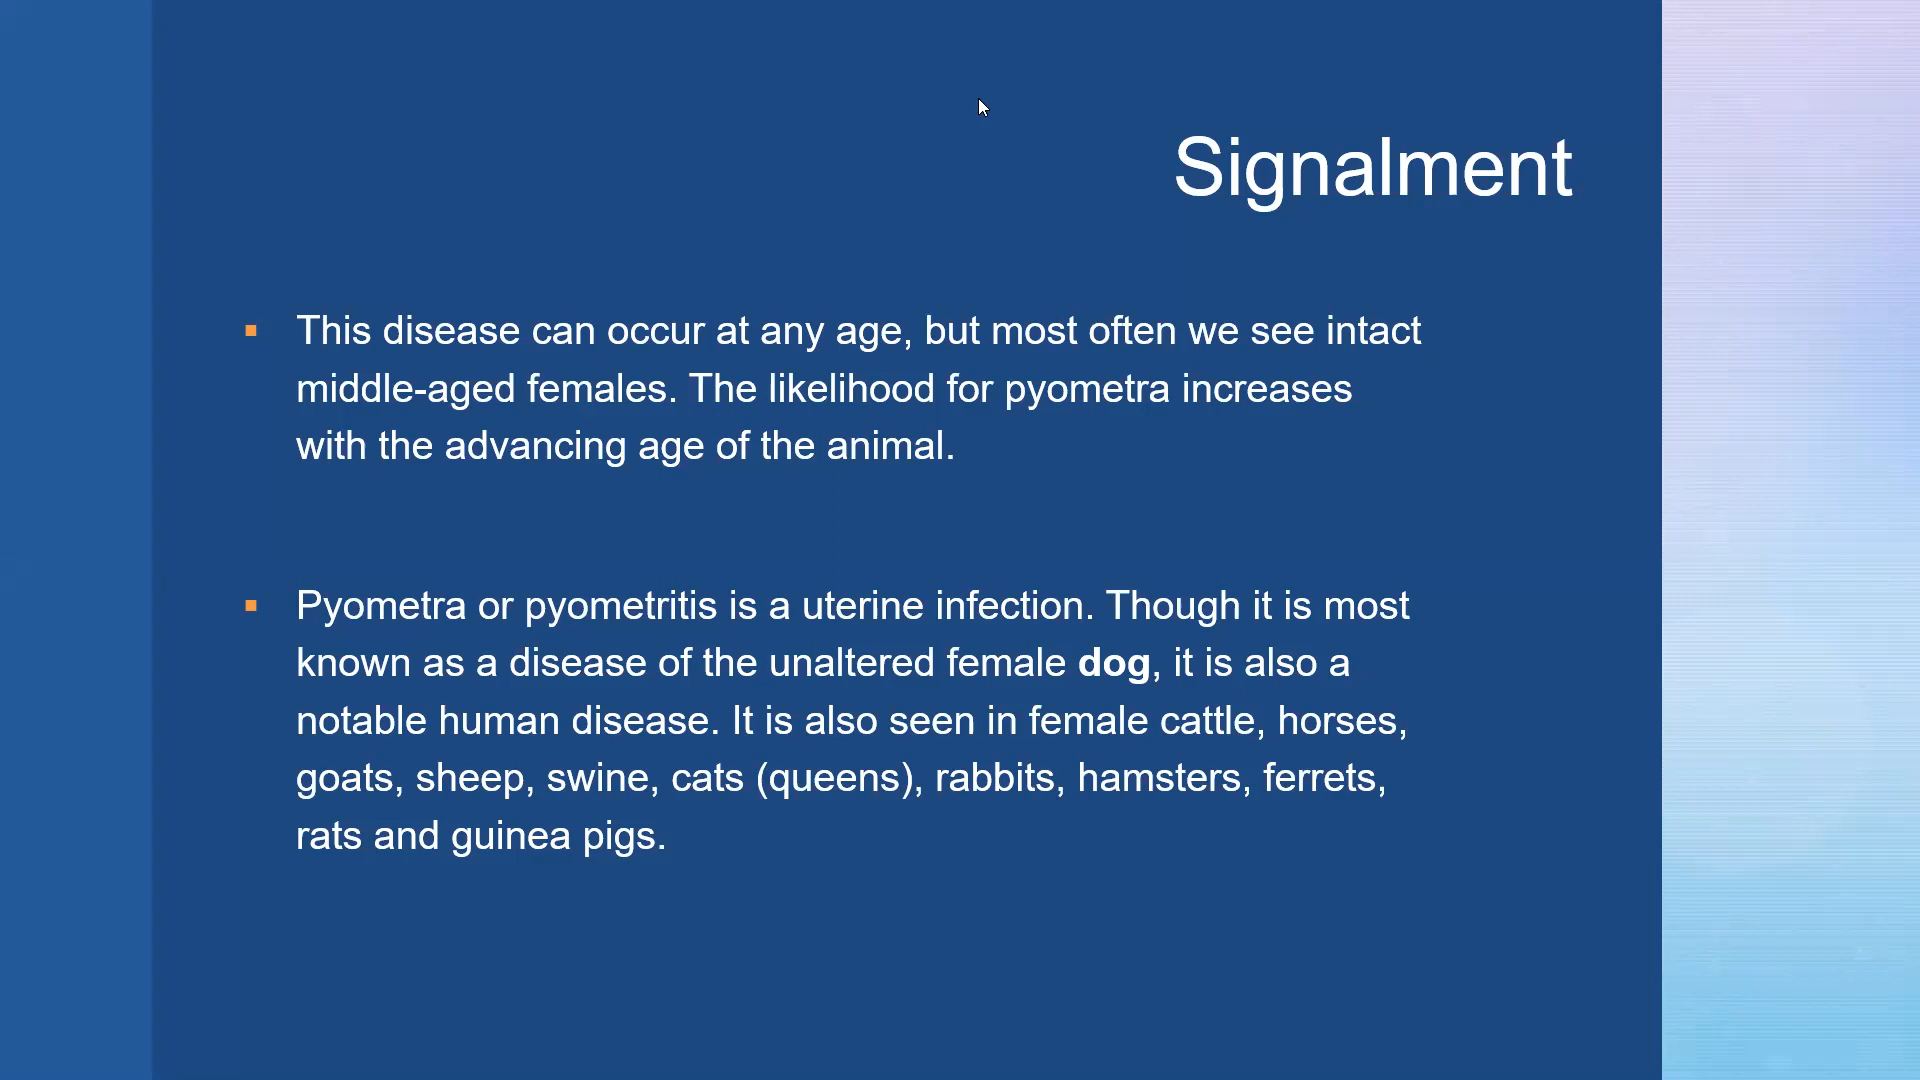 Signalment
This disease can occur at any age, but most often we see intact
middle-aged females. The likelihood for pyometra increases
with the advancing age of the animal.
Pyometra or pyometritis is a uterine infection. Though it is most
known as a disease of the unaltered female dog, it is also a
notable human disease. It is also seen in female cattle, horses,
goats, sheep, swine, cats (queens), rabbits, hamsters, ferrets,
rats and guinea pigs.